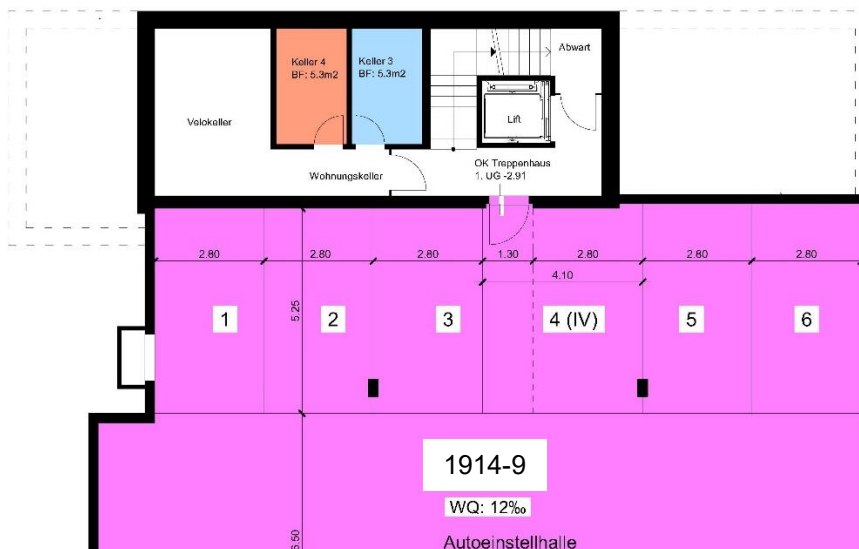 Keller 4
BF: 5.3m2
Keller 3
BF: 5.3m2
Abwart
Velokeller
Lift
OK Treppenhaus
1. UG -2.91
Wohnungskeller
2.80
2.80
2.80
1.30
2.80
2.80
2.80
4.10
5.25
1
2
3
4 (IV)
5
6
1914-9
WQ: 12‰
6.50
Autoeinstellhalle